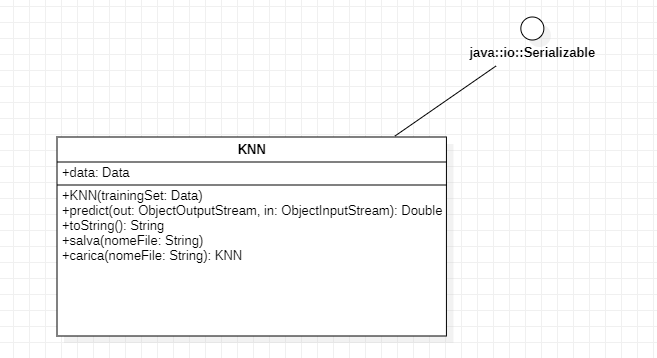 java::io::Serializable
KNN
+data: Data
+KNN(trainingSet: Data)
+predict(out: ObjectOutputStream, in: ObjectInputStream): Double
+toString(): String
+salva(nomeFile: String)
+carica(nomeFile: String): KNN